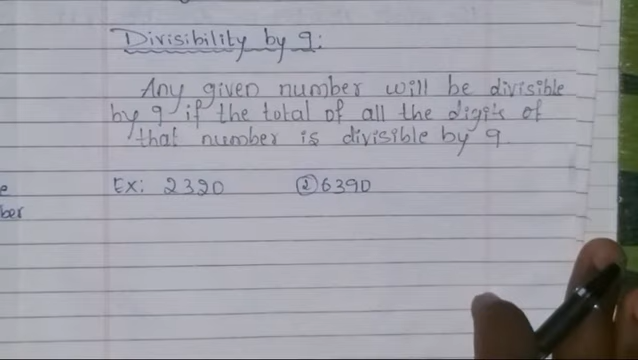 Divisibility by 9:
Any given number will be divisible
by 9 if the total of all the digits of
that number is divisible by 9.
e
ber
Ex: 2320 ② 6390